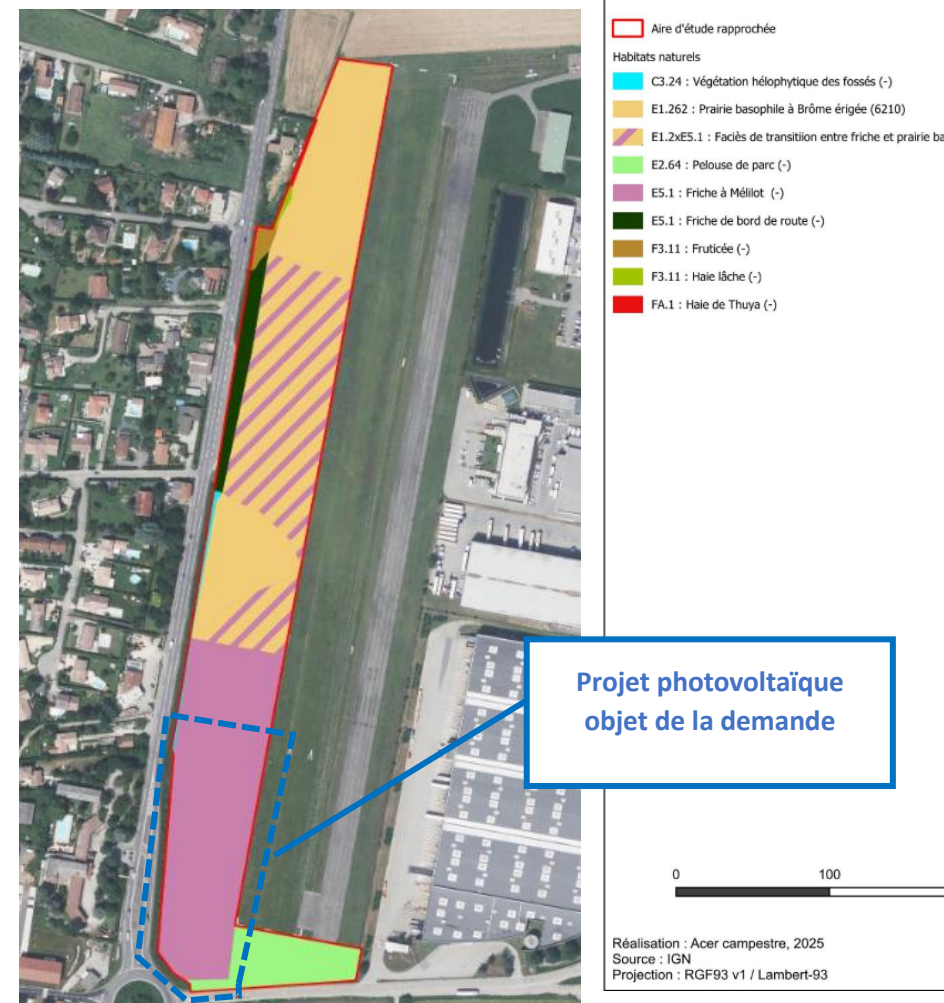 Aire d'étude rapprochée
Habitats naturels
C3.24 : Végétation hélophytique des fossés (-)
E1.262 : Prairie basophile à Brôme érigée (6210)
E1.2xE5.1 : Faciès de transitiion entre friche et prairie ba
E2.64 : Pelouse de parc (-)
E5.1 : Friche à Mélilot (-)
E5.1 : Friche de bord de route (-)
F3.11 : Fruticée (-)
F3.11 : Haie lâche (-)
FA.1 : Haie de Thuya (-)
Projet photovoltaïque
objet de la demande
0 100
Réalisation : Acer campestre, 2025
Source : IGN
Projection : RGF93 v1 / Lambert-93